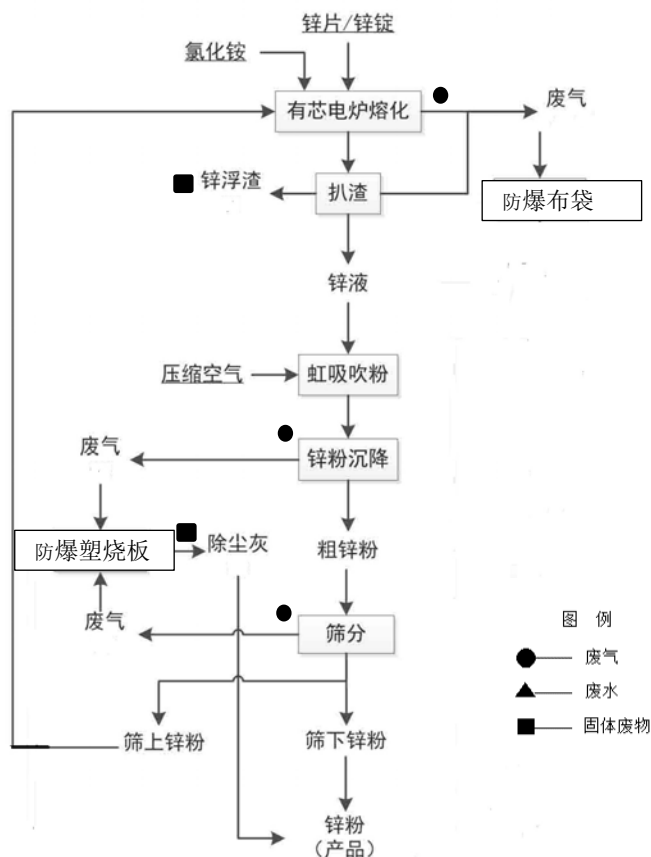 锌片/锌锭
氯化铵
有芯电炉熔化
废气
锌浮渣
扒渣
防爆布袋
锌液
压缩空气
虹吸吹粉
废气
锌粉沉降
防爆塑烧板
除尘灰
粗锌粉
废气
筛分
图 例
废气
废水
固体废物
筛上锌粉
筛下锌粉
锌粉
（产品）